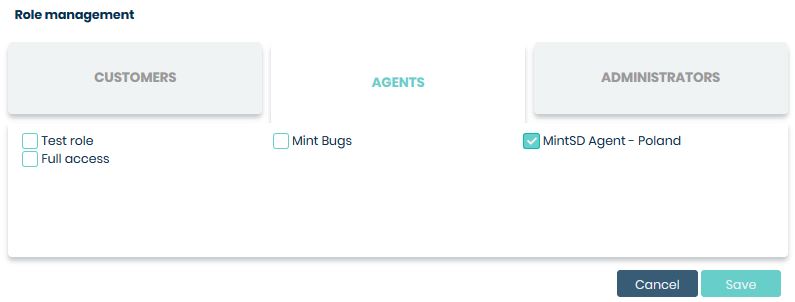 Role management
CUSTOMERS
AGENTS
ADMINISTRATORS
Test role
Mint Bugs
MintSD Agent - Poland
Full access
Cancel
Save